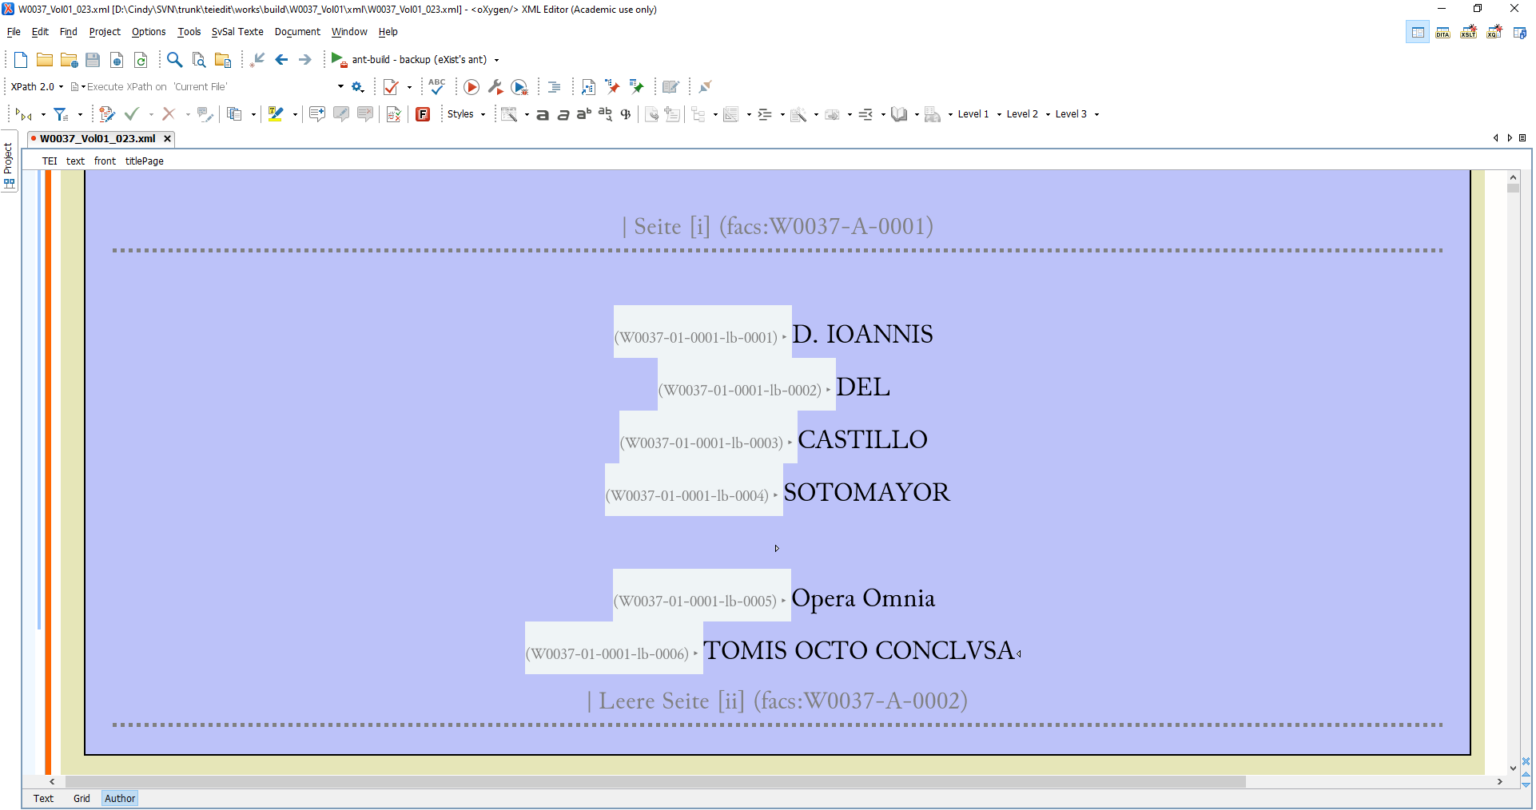 W0037_Vol01_023.xml [D:\Cindy\SVN\trunk\teiedit\works\build\W0037_Vol01\xml\W0037_Vol01_023.xml] - <oXygen/> XML Editor (Academic use only)
File Edit Find Project Options Tools SvSal Texte Document Window Help
DITA XSLT XQ
ant-build - backup (eXist's ant)
XPath 2.0 Execute XPath on 'Current File' ABC
Styles a a a Level 1 Level 2 Level 3
W0037_Vol01_023.xml
Project
TEI text front titlePage
| Seite [i] (facs:W0037-A-0001)
(W0037-01-0001-lb-0001) D. IOANNIS
(W0037-01-0001-lb-0002) DEL
(W0037-01-0001-lb-0003) CASTILLO
(W0037-01-0001-lb-0004) SOTOMAYOR
(W0037-01-0001-lb-0005) Opera Omnia
(W0037-01-0001-lb-0006) TOMIS OCTO CONCLVSA
| Leere Seite [ii] (facs:W0037-A-0002)
Text Grid Author